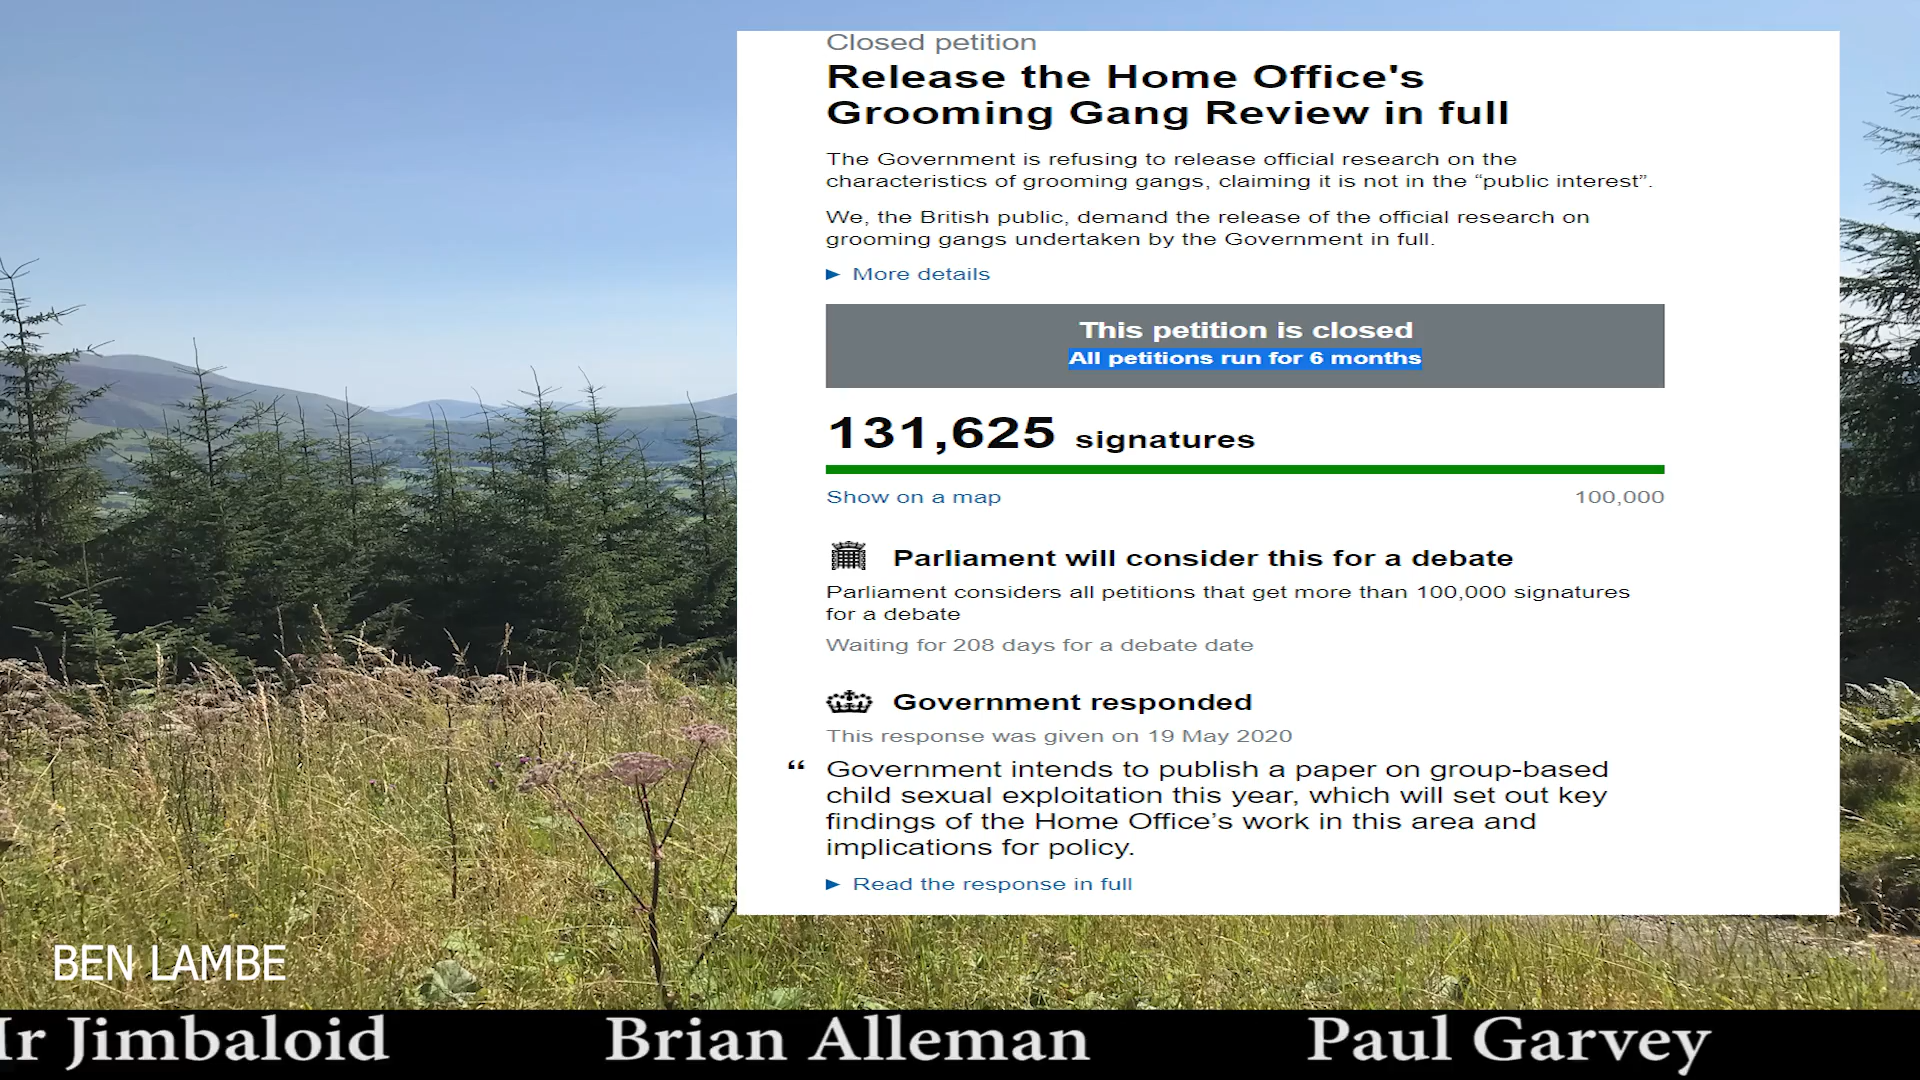 Closed petition
Release the Home Office's
Grooming Gang Review in full
The Government is refusing to release official research on the
characteristics of grooming gangs, claiming it is not in the “public interest”.
We, the British public, demand the release of the official research on
grooming gangs undertaken by the Government in full.
► More details
This petition is closed
All petitions run for 6 months
131,625 signatures
Show on a map 100,000
Parliament will consider this for a debate
Parliament considers all petitions that get more than 100,000 signatures
for a debate
Waiting for 208 days for a debate date
Government responded
This response was given on 19 May 2020
“ Government intends to publish a paper on group-based
child sexual exploitation this year, which will set out key
findings of the Home Office’s work in this area and
implications for policy.
► Read the response in full
BEN LAMBE
Jimbaloid Brian Alleman Paul Garvey